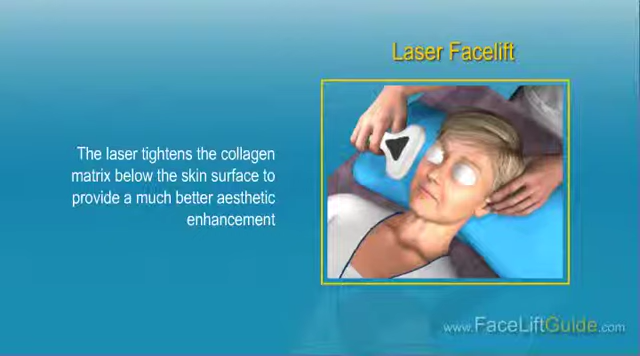 Laser Facelift
The laser tightens the collagen
matrix below the skin surface to
provide a much better aesthetic
enhancement
www.FaceLiftGuide.com